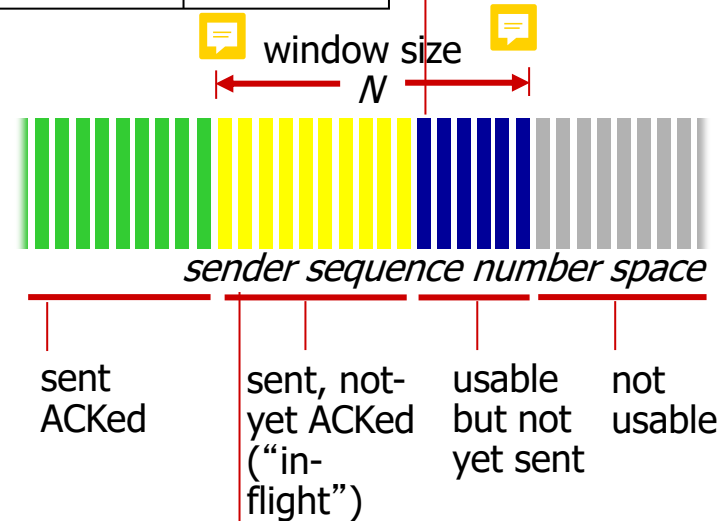 window size
N
sender sequence number space
sent
ACKed
sent, not-
yet ACKed
(“in-
flight”)
usable
but not
yet sent
not
usable